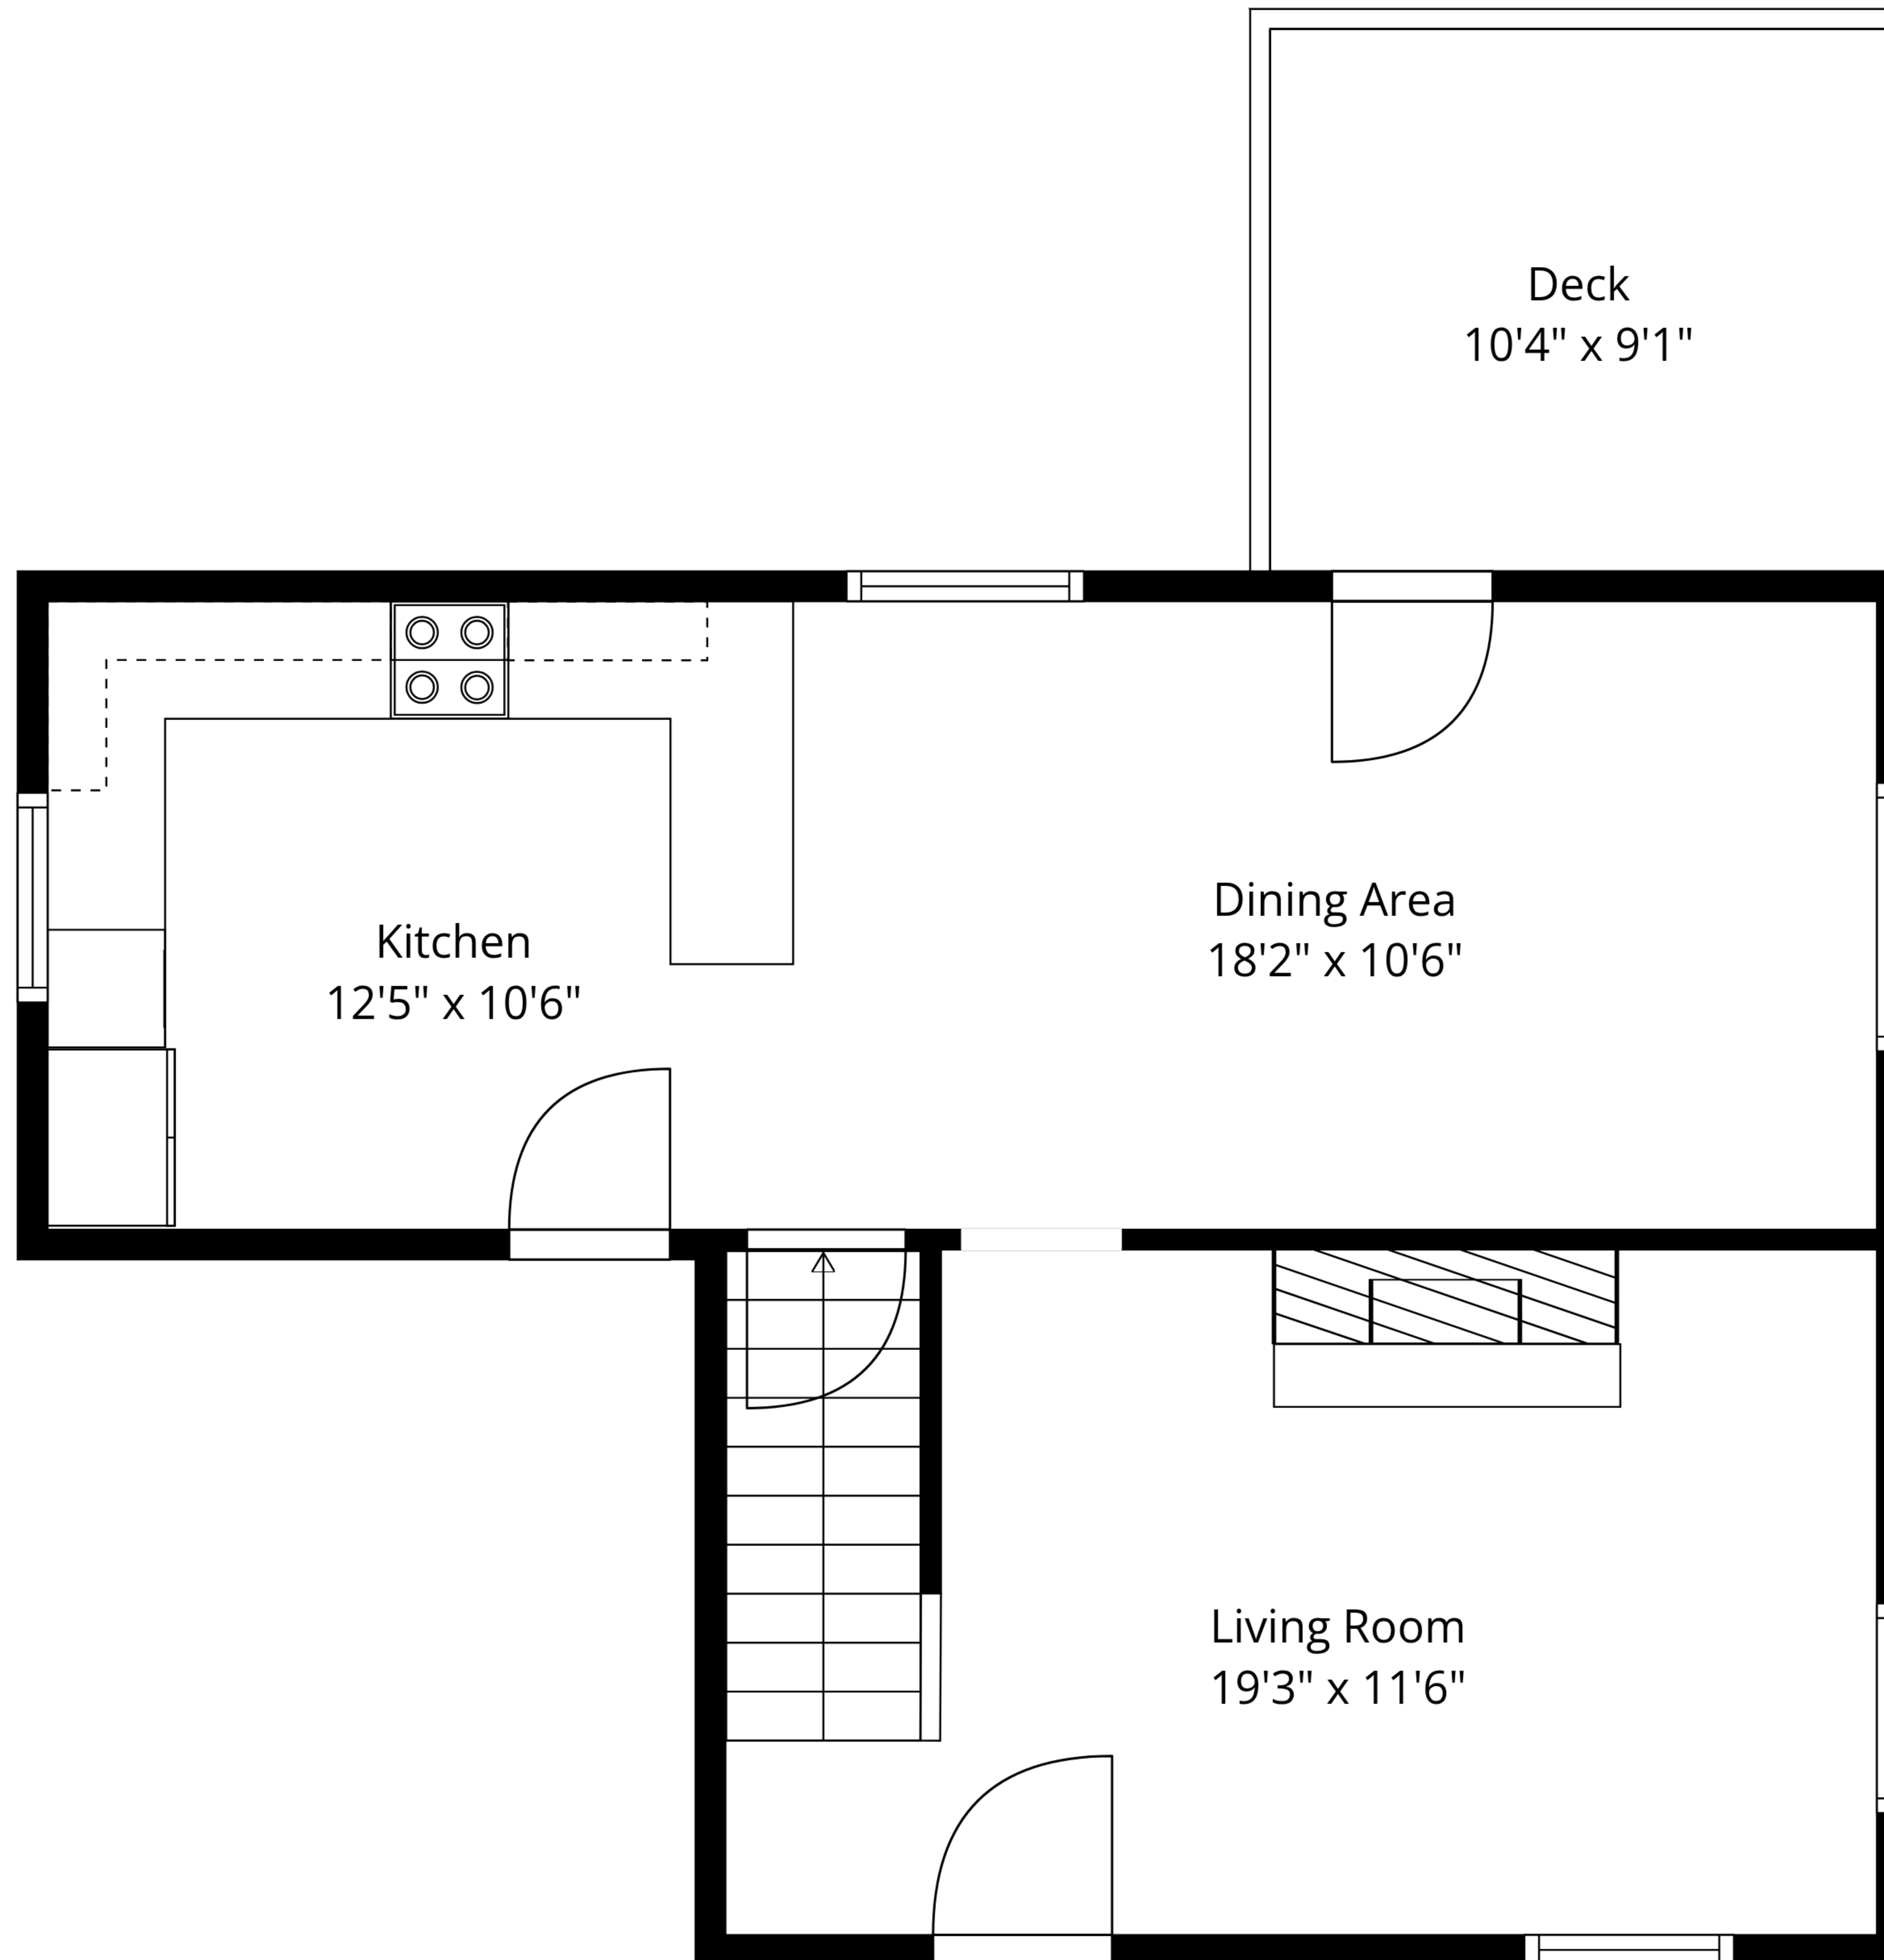 Deck
10'4" x 9'1"
Dining Area
18'2" x 10'6"
Kitchen
12'5" x 10'6"
Living Room
19'3" x 11'6"